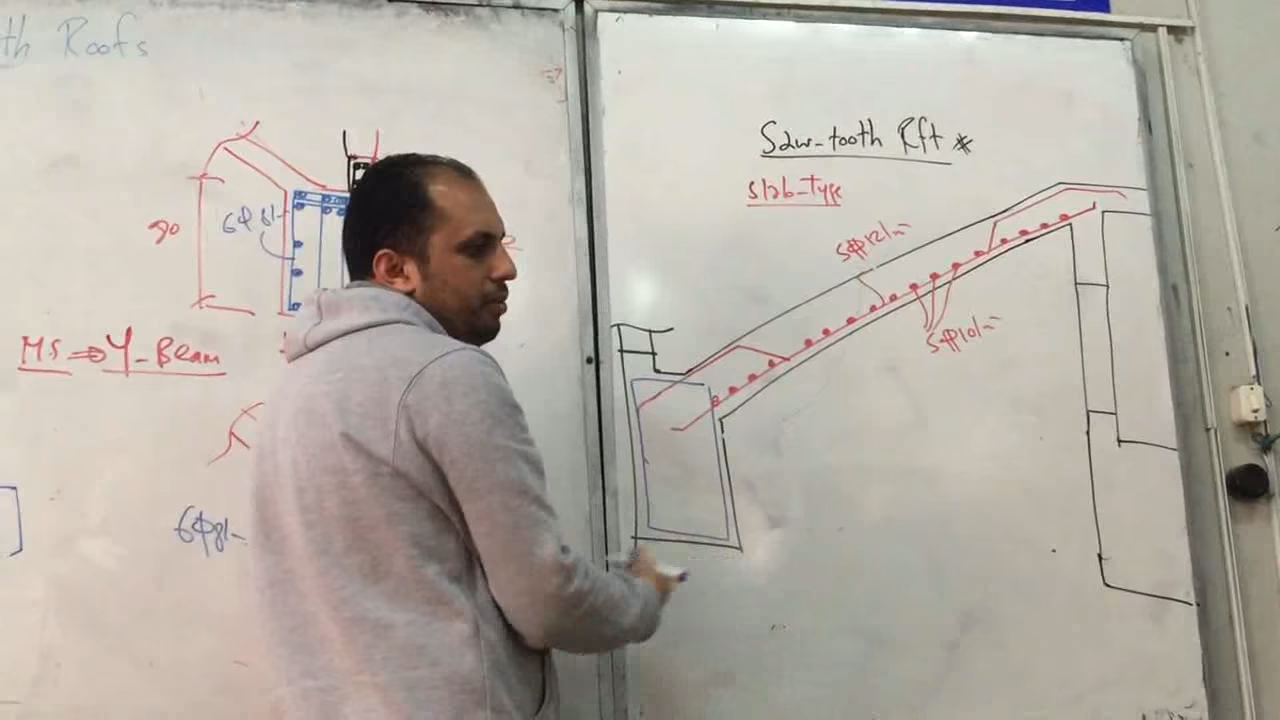 th Roofs
6φ8/m
90
MS ⇒ Y-Beam
6φ8/m
Saw-tooth Rft *
slab-Type
5φ12/m
5φ10/m